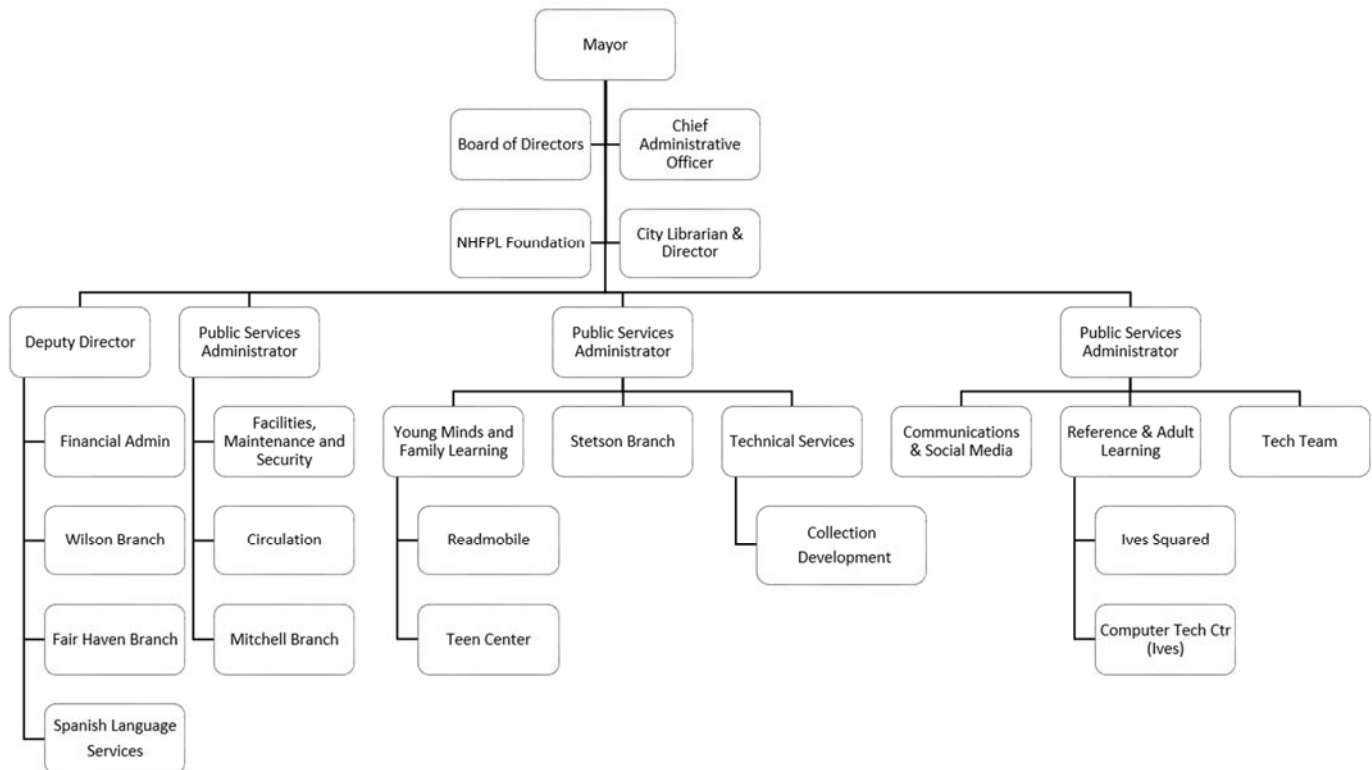 Mayor
Board of Directors
Chief
Administrative
Officer
NHFPL Foundation
City Librarian &
Director
Deputy Director
Public Services
Administrator
Public Services
Administrator
Public Services
Administrator
Financial Admin
Facilities,
Maintenance and
Security
Young Minds and
Family Learning
Stetson Branch
Technical Services
Communications
& Social Media
Reference & Adult
Learning
Tech Team
Wilson Branch
Circulation
Readmobile
Collection
Development
Ives Squared
Fair Haven Branch
Mitchell Branch
Teen Center
Computer Tech Ctr
(Ives)
Spanish Language
Services